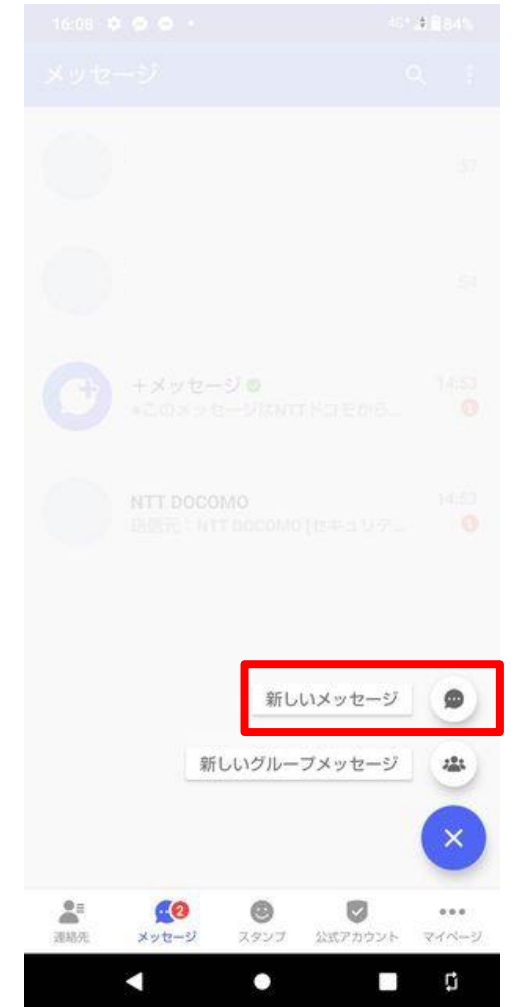 16:08
84%
メッセージ
57
54
+メッセージ
14:53
*このメッセージはNTTドコモから...
1
NTT DOCOMO
14:53
送信元：NTT DOCOMO [セキュリテ...
1
新しいメッセージ
新しいグループメッセージ
2
連絡先
メッセージ
スタンプ
公式アカウント
マイページ